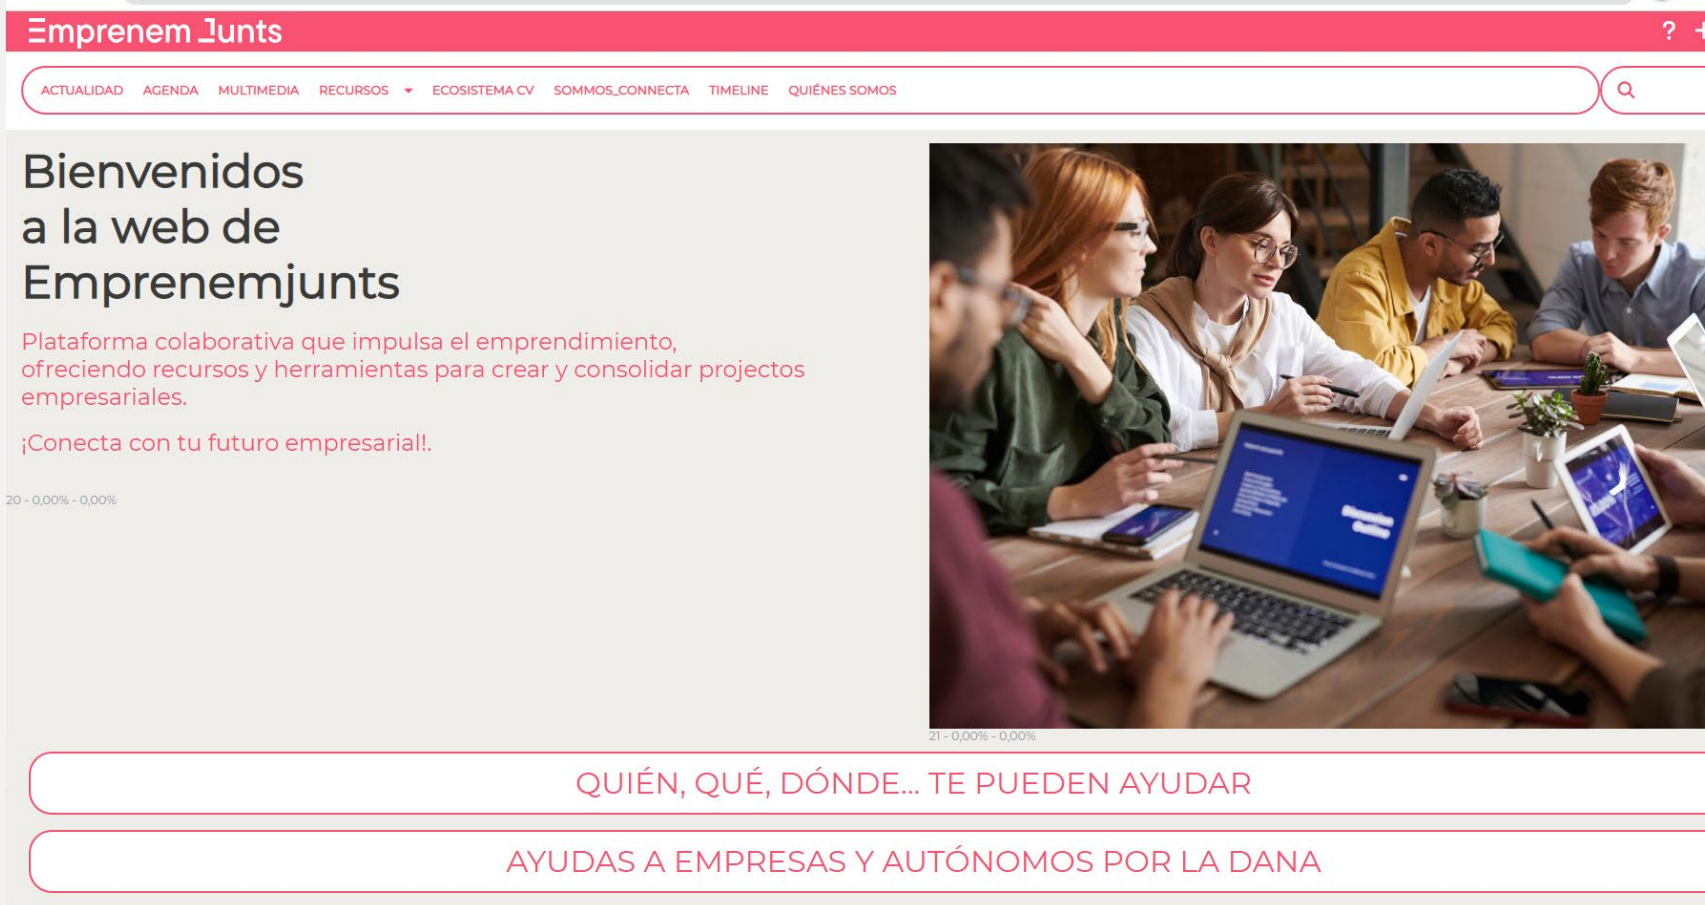 Emprenem Junts
?
ACTUALIDAD AGENDA MULTIMEDIA RECURSOS ECOSISTEMA CV SOMMOS_CONNECTA TIMELINE QUIÉNES SOMOS
Bienvenidos
a la web de
Emprenemjunts
Plataforma colaborativa que impulsa el emprendimiento,
ofreciendo recursos y herramientas para crear y consolidar projectos
empresariales.
¡Conecta con tu futuro empresarial!.
20 - 0,00% - 0,00%
Discussion
Outline
21 - 0,00% - 0,00%
QUIÉN, QUÉ, DÓNDE... TE PUEDEN AYUDAR
AYUDAS A EMPRESAS Y AUTÓNOMOS POR LA DANA